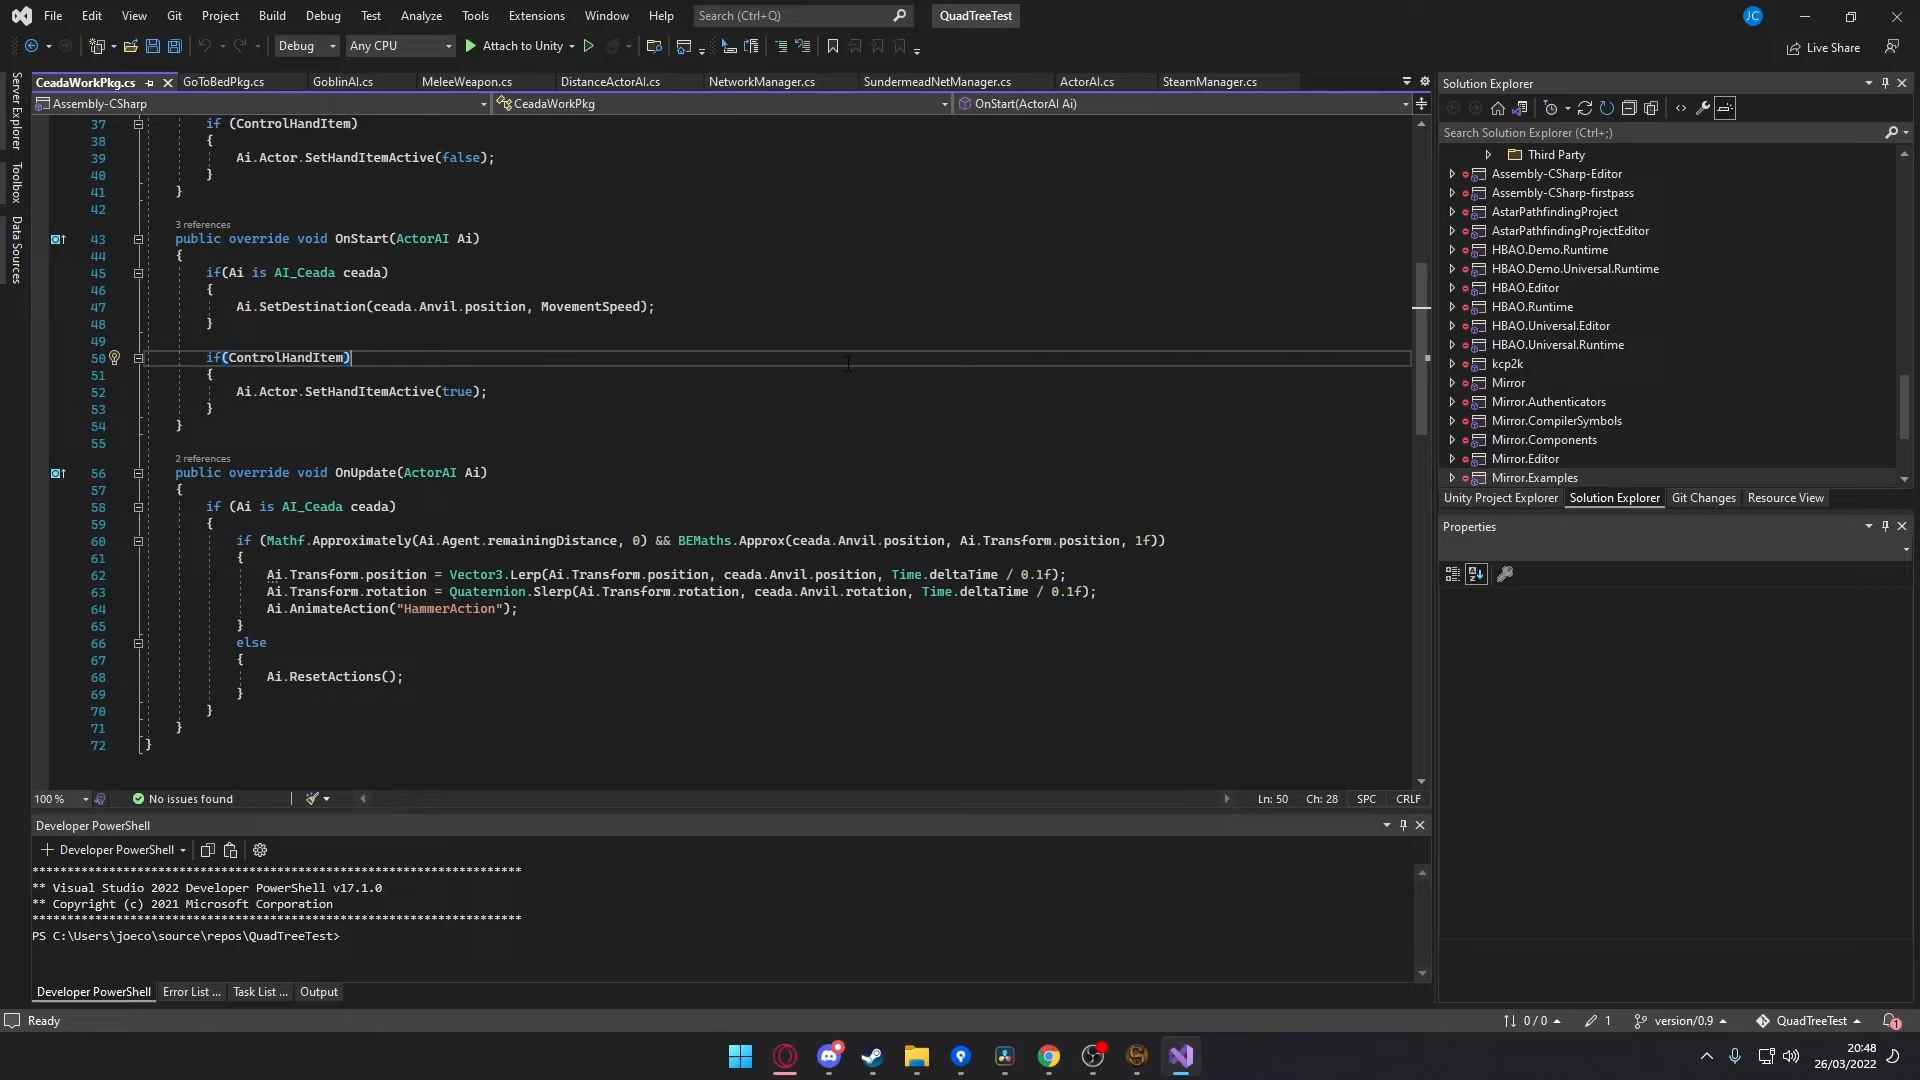 File Edit View Git Project Build Debug Test Analyze Tools Extensions Window Help Search (Ctrl+Q) QuadTreeTest JC
Debug Any CPU Attach to Unity Live Share
CeadaWorkPkg.cs GoToBedPkg.cs GoblinAI.cs MeleeWeapon.cs DistanceActorAI.cs NetworkManager.cs SundermeadNetManager.cs ActorAI.cs SteamManager.cs
Assembly-CSharp CeadaWorkPkg OnStart(ActorAI Ai)
Server Explorer
Toolbox
Data Sources
37 if (ControlHandItem)
38 {
39 Ai.Actor.SetHandItemActive(false);
40 }
41 }
42
3 references
43 public override void OnStart(ActorAI Ai)
44 {
45 if(Ai is AI_Ceada ceada)
46 {
47 Ai.SetDestination(ceada.Anvil.position, MovementSpeed);
48 }
49
50 if(ControlHandItem)
51 {
52 Ai.Actor.SetHandItemActive(true);
53 }
54 }
55
2 references
56 public override void OnUpdate(ActorAI Ai)
57 {
58 if (Ai is AI_Ceada ceada)
59 {
60 if (Mathf.Approximately(Ai.Agent.remainingDistance, 0) && BEMaths.Approx(ceada.Anvil.position, Ai.Transform.position, 1f))
61 {
62 Ai.Transform.position = Vector3.Lerp(Ai.Transform.position, ceada.Anvil.position, Time.deltaTime / 0.1f);
63 Ai.Transform.rotation = Quaternion.Slerp(Ai.Transform.rotation, ceada.Anvil.rotation, Time.deltaTime / 0.1f);
64 Ai.AnimateAction("HammerAction");
65 }
66 else
67 {
68 Ai.ResetActions();
69 }
70 }
71 }
72 }
100 % No issues found Ln: 50 Ch: 28 SPC CRLF
Developer PowerShell
Developer PowerShell
**********************************************************************
** Visual Studio 2022 Developer PowerShell v17.1.0
** Copyright (c) 2021 Microsoft Corporation
**********************************************************************
PS C:\Users\joeco\source\repos\QuadTreeTest>
Developer PowerShell Error List ... Task List ... Output
Solution Explorer
Search Solution Explorer (Ctrl+;)
Third Party
Assembly-CSharp-Editor
Assembly-CSharp-firstpass
AstarPathfindingProject
AstarPathfindingProjectEditor
HBAO.Demo.Runtime
HBAO.Demo.Universal.Runtime
HBAO.Editor
HBAO.Runtime
HBAO.Universal.Editor
HBAO.Universal.Runtime
kcp2k
Mirror
Mirror.Authenticators
Mirror.CompilerSymbols
Mirror.Components
Mirror.Editor
Mirror.Examples
Unity Project Explorer Solution Explorer Git Changes Resource View
Properties
Ready 0 / 0 1 version/0.9 QuadTreeTest 1
20:48
26/03/2022